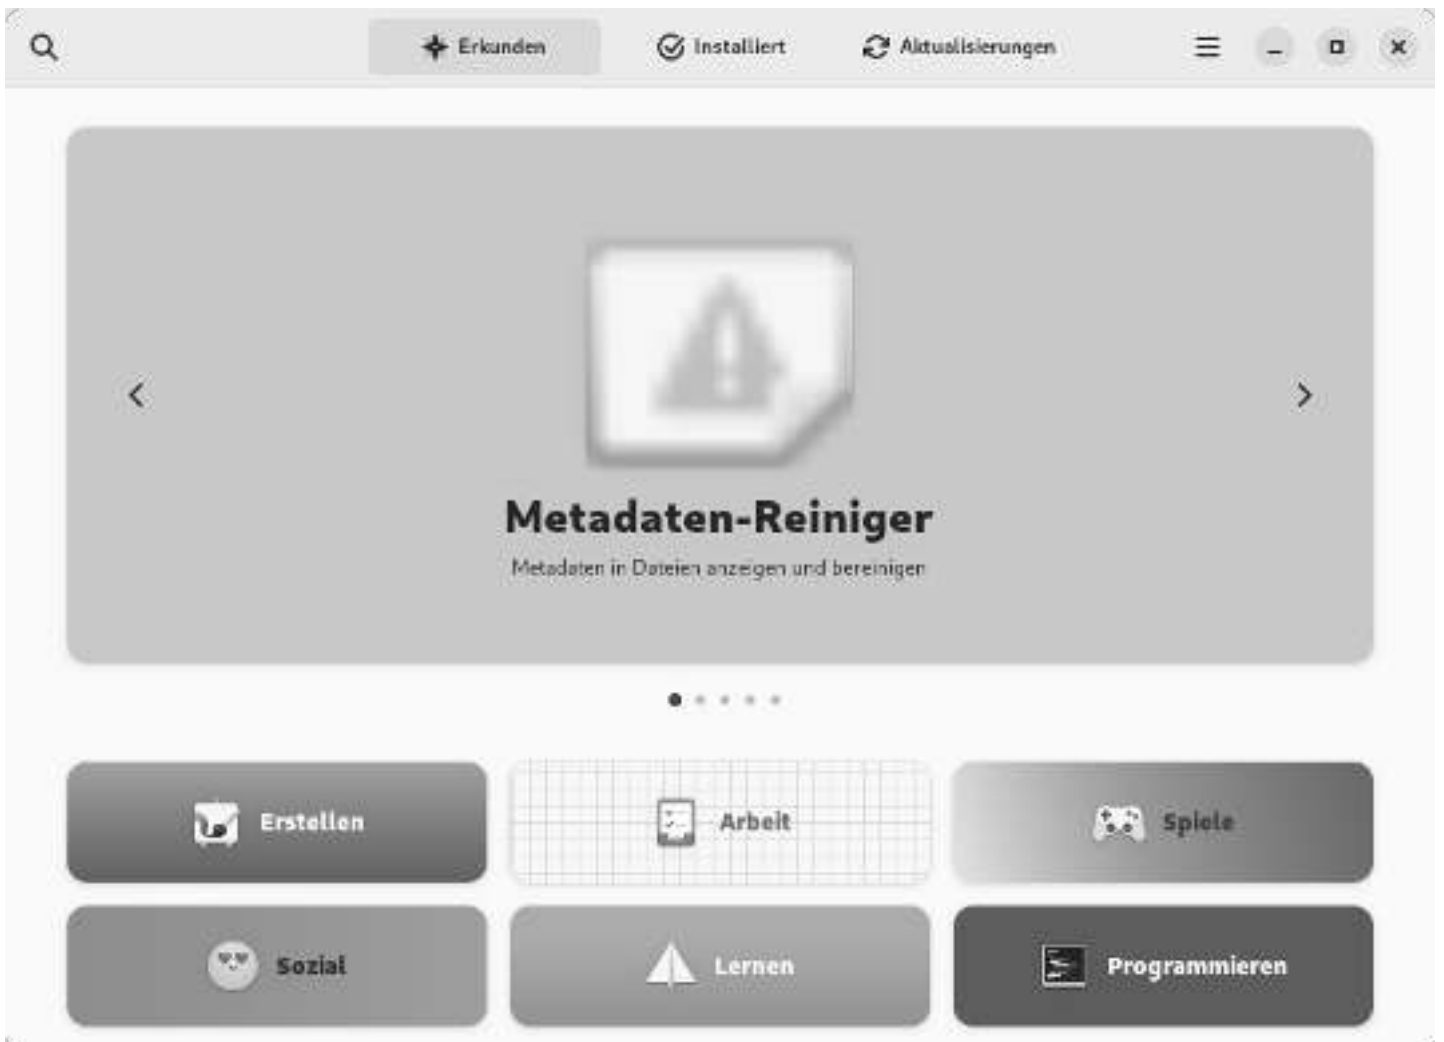 Erkunden
Installiert
Aktualisierungen
Metadaten-Reiniger
Metadaten in Dateien anzeigen und bereinigen
Erstellen
Arbeit
Spiele
Sozial
Lernen
Programmieren